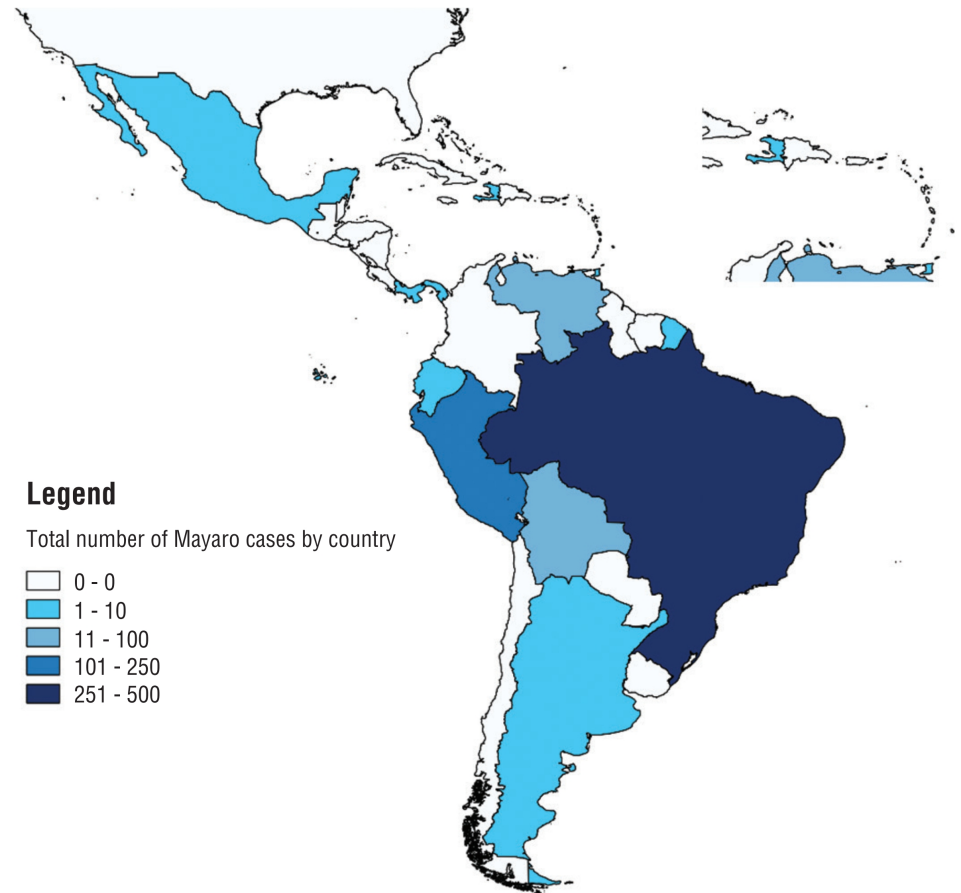 Legend
Total number of Mayaro cases by country
0 - 0
1 - 10
11 - 100
101 - 250
251 - 500